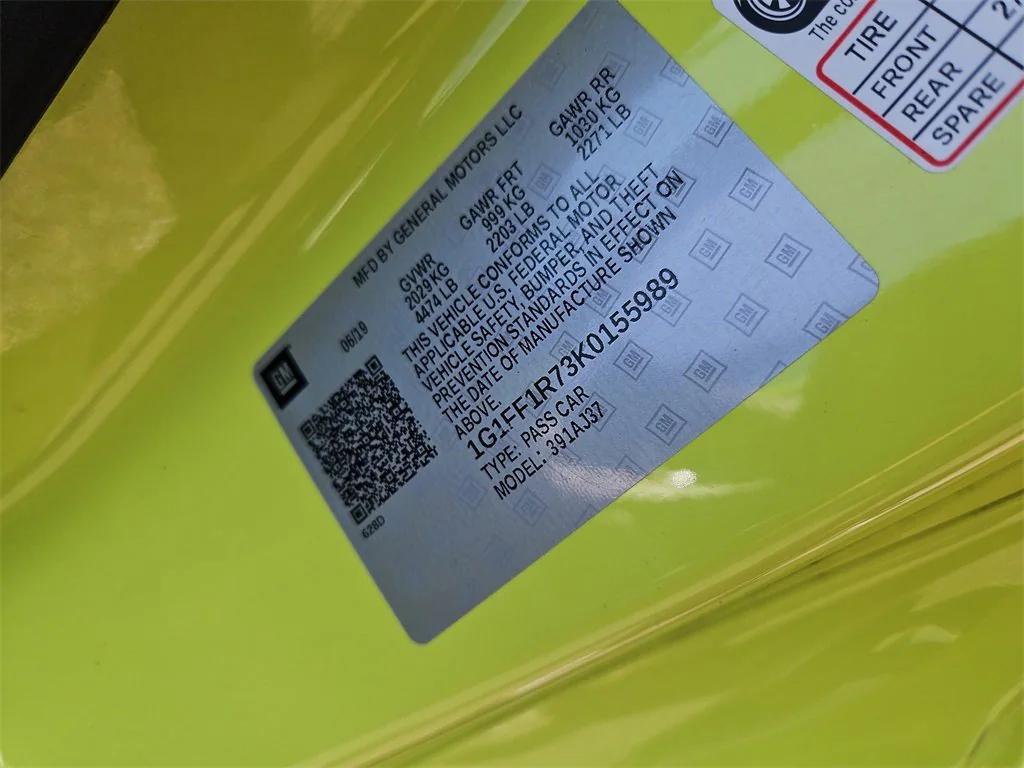 MFD BY GENERAL MOTORS LLC
06/19
GVWR GAWR FRT GAWR RR
2029KG 999 KG 1030 KG
4474 LB 2203 LB 2271 LB
THIS VEHICLE CONFORMS TO ALL
APPLICABLE U.S. FEDERAL MOTOR
VEHICLE SAFETY, BUMPER, AND THEFT
PREVENTION STANDARDS IN EFFECT ON
THE DATE OF MANUFACTURE SHOWN
ABOVE.
1G1FF1R73K0155989
TYPE: PASS CAR
MODEL: 391AJ37
GM
628D
The
TIRE
FRONT
REAR
SPARE